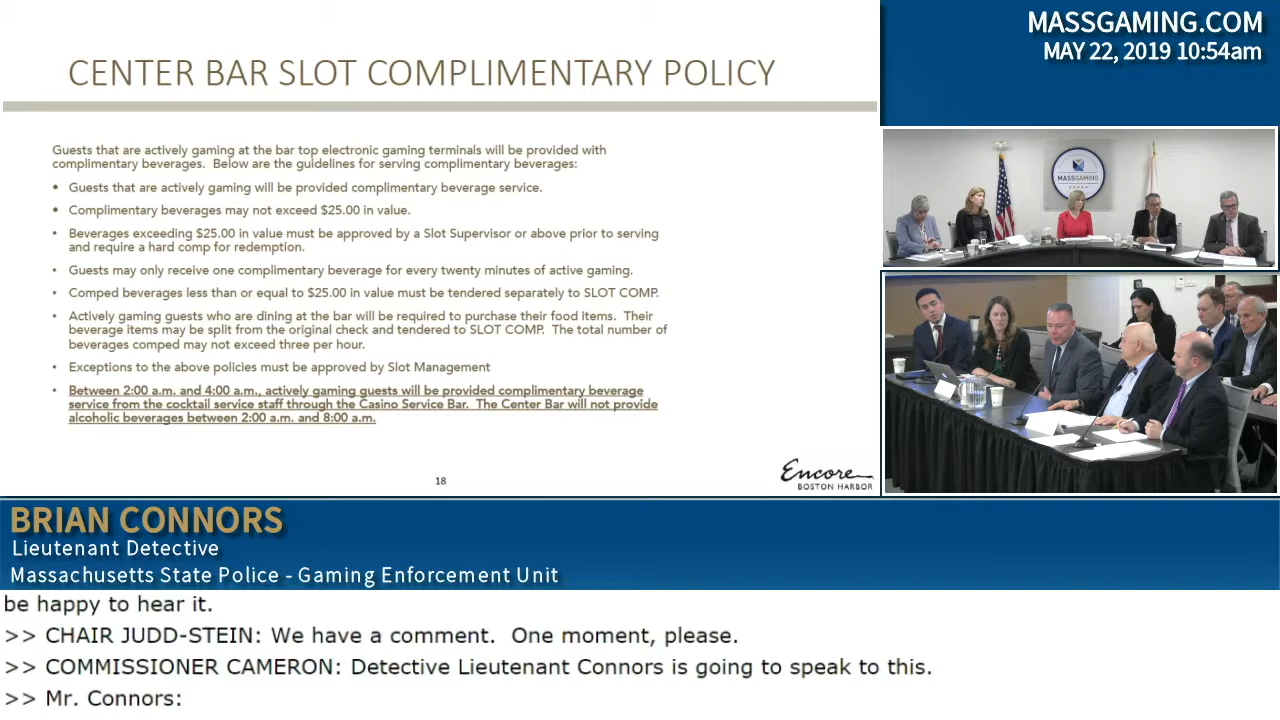 CENTER BAR SLOT COMPLIMENTARY POLICY
Guests that are actively gaming at the bar top electronic gaming terminals will be provided with
complimentary beverages. Below are the guidelines for serving complimentary beverages:
• Guests that are actively gaming will be provided complimentary beverage service.
• Complimentary beverages may not exceed $25.00 in value.
• Beverages exceeding $25.00 in value must be approved by a Slot Supervisor or above prior to serving
and require a hard comp for redemption.
• Guests may only receive one complimentary beverage for every twenty minutes of active gaming.
• Comped beverages less than or equal to $25.00 in value must be tendered separately to SLOT COMP.
• Actively gaming guests who are dining at the bar will be required to purchase their food items. Their
beverage items may be split from the original check and tendered to SLOT COMP. The total number of
beverages comped may not exceed three per hour.
• Exceptions to the above policies must be approved by Slot Management
• Between 2:00 a.m. and 4:00 a.m., actively gaming guests will be provided complimentary beverage
service from the cocktail service staff through the Casino Service Bar. The Center Bar will not provide
alcoholic beverages between 2:00 a.m. and 8:00 a.m.
18
Encore
BOSTON HARBOR
MASSGAMING.COM
MAY 22, 2019 10:54am
MASSGAMING
BRIAN CONNORS
Lieutenant Detective
Massachusetts State Police - Gaming Enforcement Unit
be happy to hear it.
>> CHAIR JUDD-STEIN: We have a comment. One moment, please.
>> COMMISSIONER CAMERON: Detective Lieutenant Connors is going to speak to this.
>> Mr. Connors: